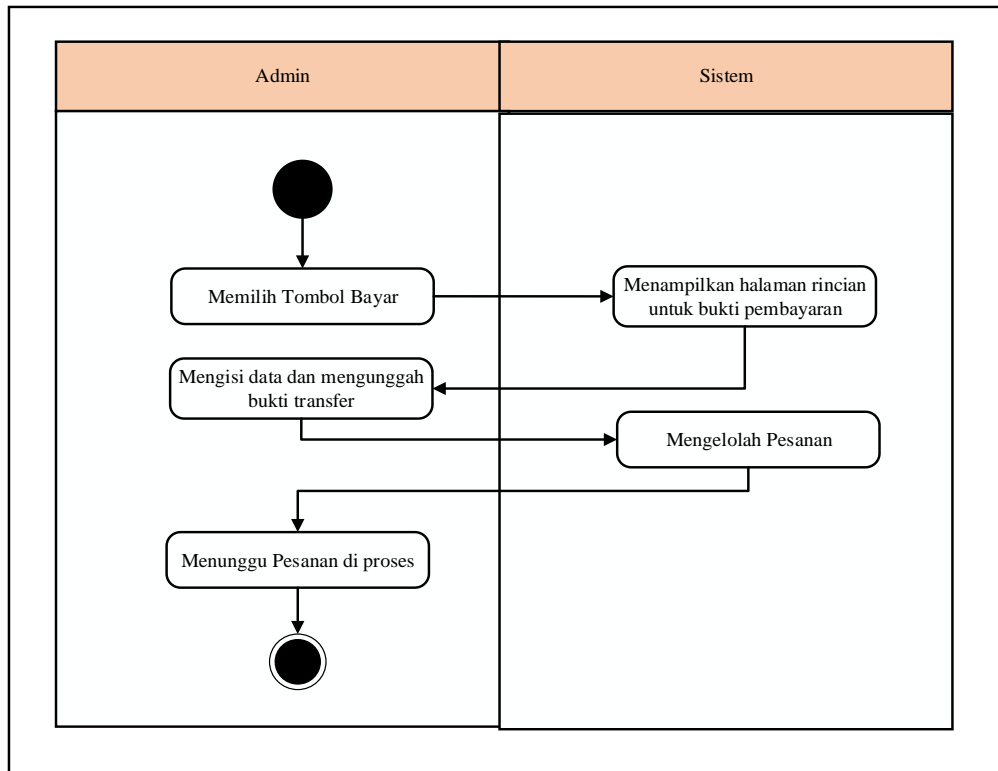 Admin
Sistem
Memilih Tombol Bayar
Menampilkan halaman rincian
untuk bukti pembayaran
Mengisi data dan mengunggah
bukti transfer
Mengelolah Pesanan
Menunggu Pesanan di proses